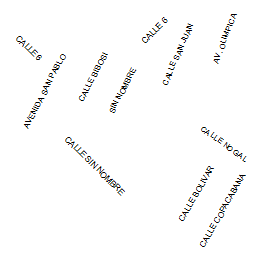 CALLE 6
CALLE 6
AV. OLIMPICA
CALLE SAN JUAN
AVENIDA SAN PABLO
CALLE BIBOSI
SIN NOMBRE
CALLE SIN NOMBRE
CALLE NOGAL
CALLE BOLIVAR
CALLE COPACABANA